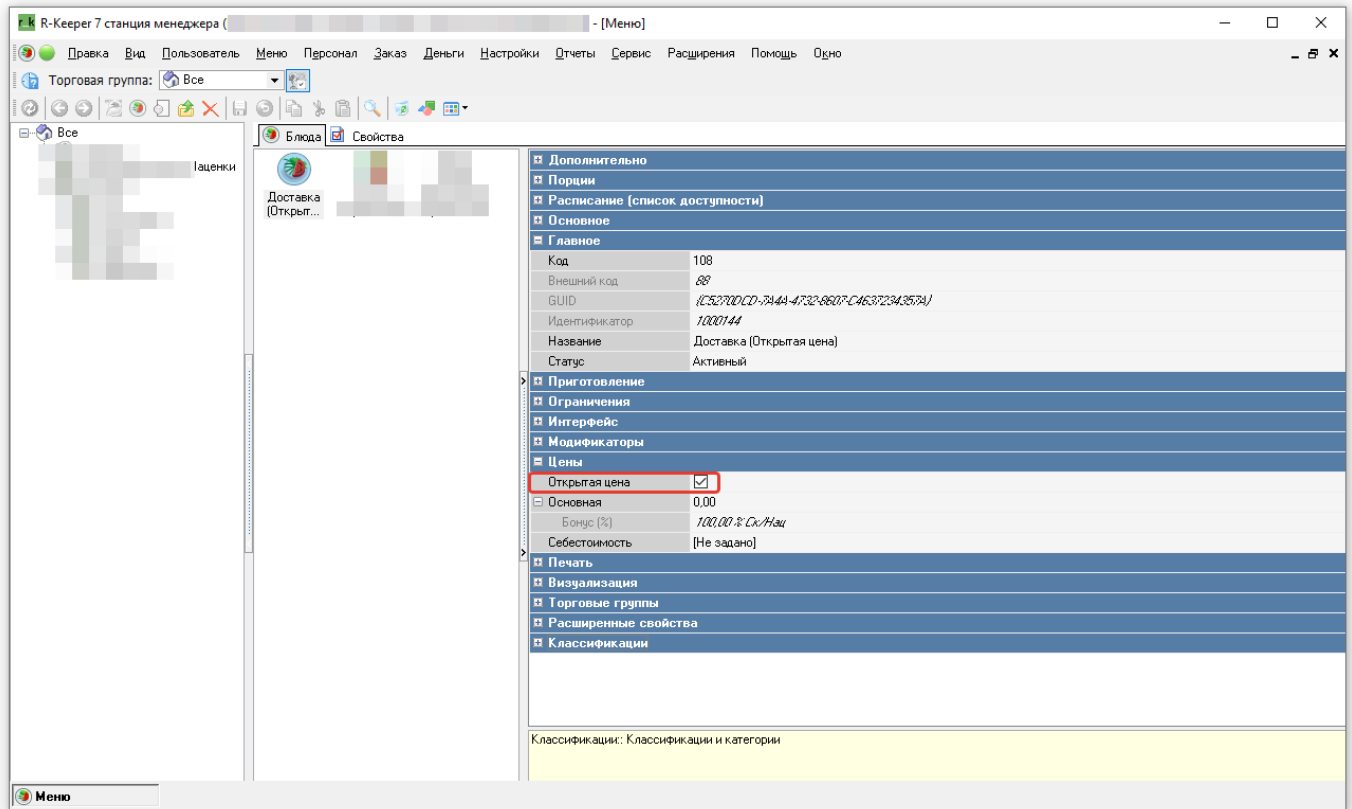 r_k R-Keeper 7 станция менеджера ( - [Меню]
Правка Вид Пользователь Меню Персонал Заказ Деньги Настройки Отчеты Сервис Расширения Помощь Окно
Торговая группа: Все
Все
Блюда Свойства
Доставка
(Открыт...
Дополнительно
Порции
Расписание (список доступности)
Основное
Главное
Код 108
Внешний код 88
GUID {C5270DCD-7A4A-4732-8607-C4637234357A}
Идентификатор 1000144
Название Доставка (Открытая цена)
Статус Активный
Приготовление
Ограничения
Интерфейс
Модификаторы
Цены
Открытая цена
Основная 0,00
Бонус (%) 100,00 % Ск/Нац
Себестоимость [Не задано]
Печать
Визуализация
Торговые группы
Расширенные свойства
Классификации
Классификации:: Классификации и категории
Меню